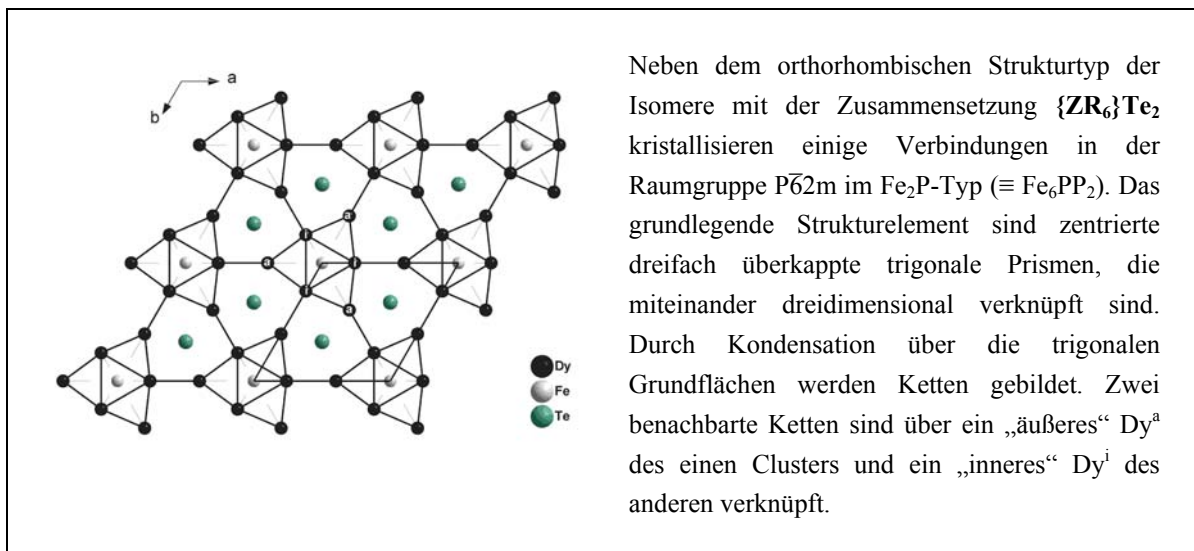 a
b
a
i
a
i
i
a
Dy
Fe
Te
Neben dem orthorhombischen Strukturtyp der
Isomere mit der Zusammensetzung {ZR₆}Te₂
kristallisieren einige Verbindungen in der
Raumgruppe P6̅2m im Fe₂P-Typ (≡ Fe₆PP₂). Das
grundlegende Strukturelement sind zentrierte
dreifach überkappte trigonale Prismen, die
miteinander dreidimensional verknüpft sind.
Durch Kondensation über die trigonalen
Grundflächen werden Ketten gebildet. Zwei
benachbarte Ketten sind über ein „äußeres“ Dyᵃ
des einen Clusters und ein „inneres“ Dyⁱ des
anderen verknüpft.